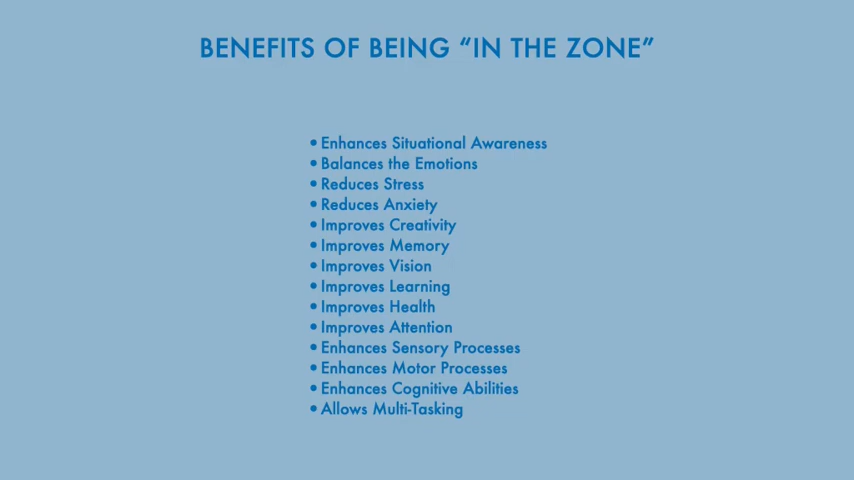 BENEFITS OF BEING “IN THE ZONE”
• Enhances Situational Awareness
• Balances the Emotions
• Reduces Stress
• Reduces Anxiety
• Improves Creativity
• Improves Memory
• Improves Vision
• Improves Learning
• Improves Health
• Improves Attention
• Enhances Sensory Processes
• Enhances Motor Processes
• Enhances Cognitive Abilities
• Allows Multi-Tasking